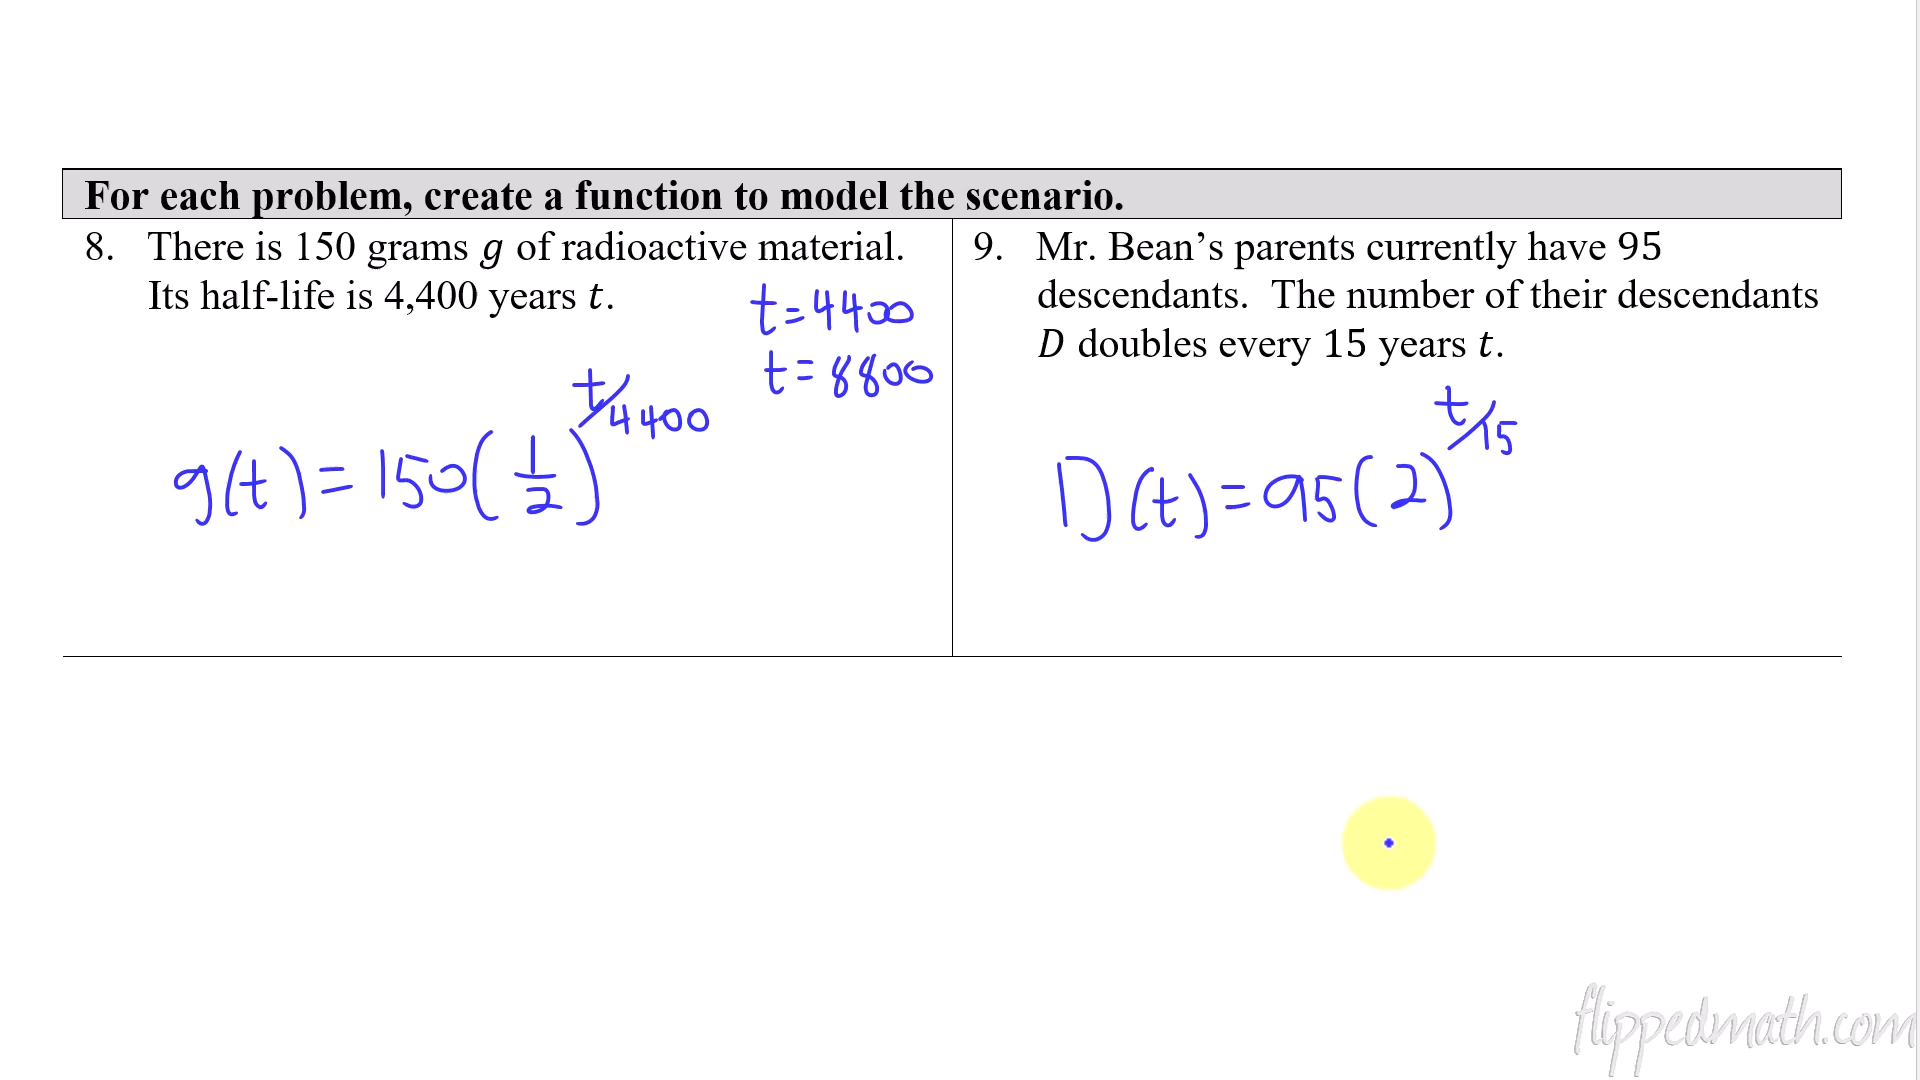 For each problem, create a function to model the scenario.
8. There is 150 grams g of radioactive material.
Its half-life is 4,400 years t.
t=4400
t=8800
g(t)=150(1/2)^t/4400
9. Mr. Bean’s parents currently have 95
descendants. The number of their descendants
D doubles every 15 years t.
D(t)=95(2)^t/15
flippedmath.com